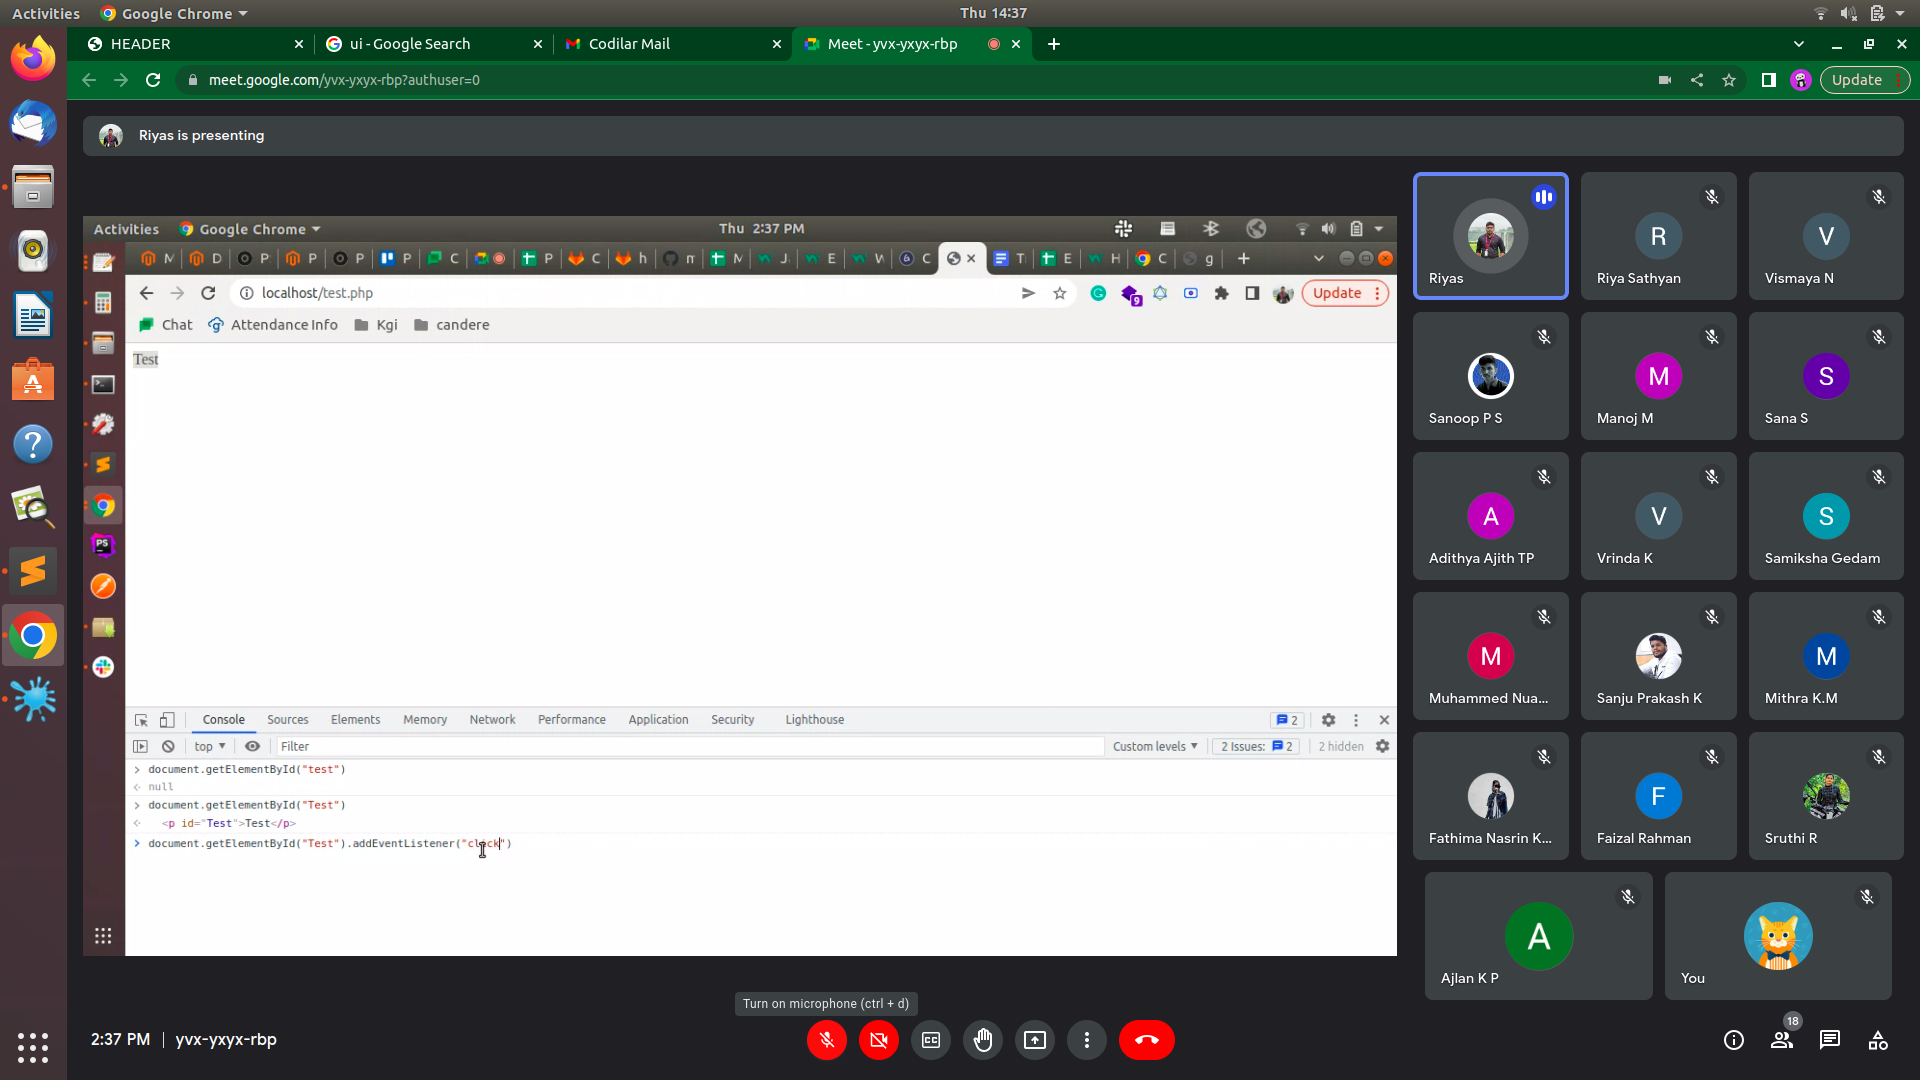 Activities Google Chrome Thu 14:37
HEADER ui - Google Search Codilar Mail Meet - yvx-yxyx-rbp
meet.google.com/yvx-yxyx-rbp?authuser=0 Update
Riyas is presenting
Activities Google Chrome Thu 2:37 PM
M D P P P P C P C h m M J E W C T E H C g
localhost/test.php 9 Update
Chat Attendance Info Kgi candere
Test
PS
Console Sources Elements Memory Network Performance Application Security Lighthouse 2
top Filter Custom levels 2 Issues: 2 2 hidden
document.getElementById("test")
null
document.getElementById("Test")
<p id="Test">Test</p>
document.getElementById("Test").addEventListener("click")
Riyas
R
Riya Sathyan
V
Vismaya N
Sanoop P S
M
Manoj M
S
Sana S
A
Adithya Ajith TP
V
Vrinda K
S
Samiksha Gedam
M
Muhammed Nua...
Sanju Prakash K
M
Mithra K.M
Fathima Nasrin K...
F
Faizal Rahman
Sruthi R
A
Ajlan K P
You
Turn on microphone (ctrl + d)
2:37 PM yvx-yxyx-rbp
18